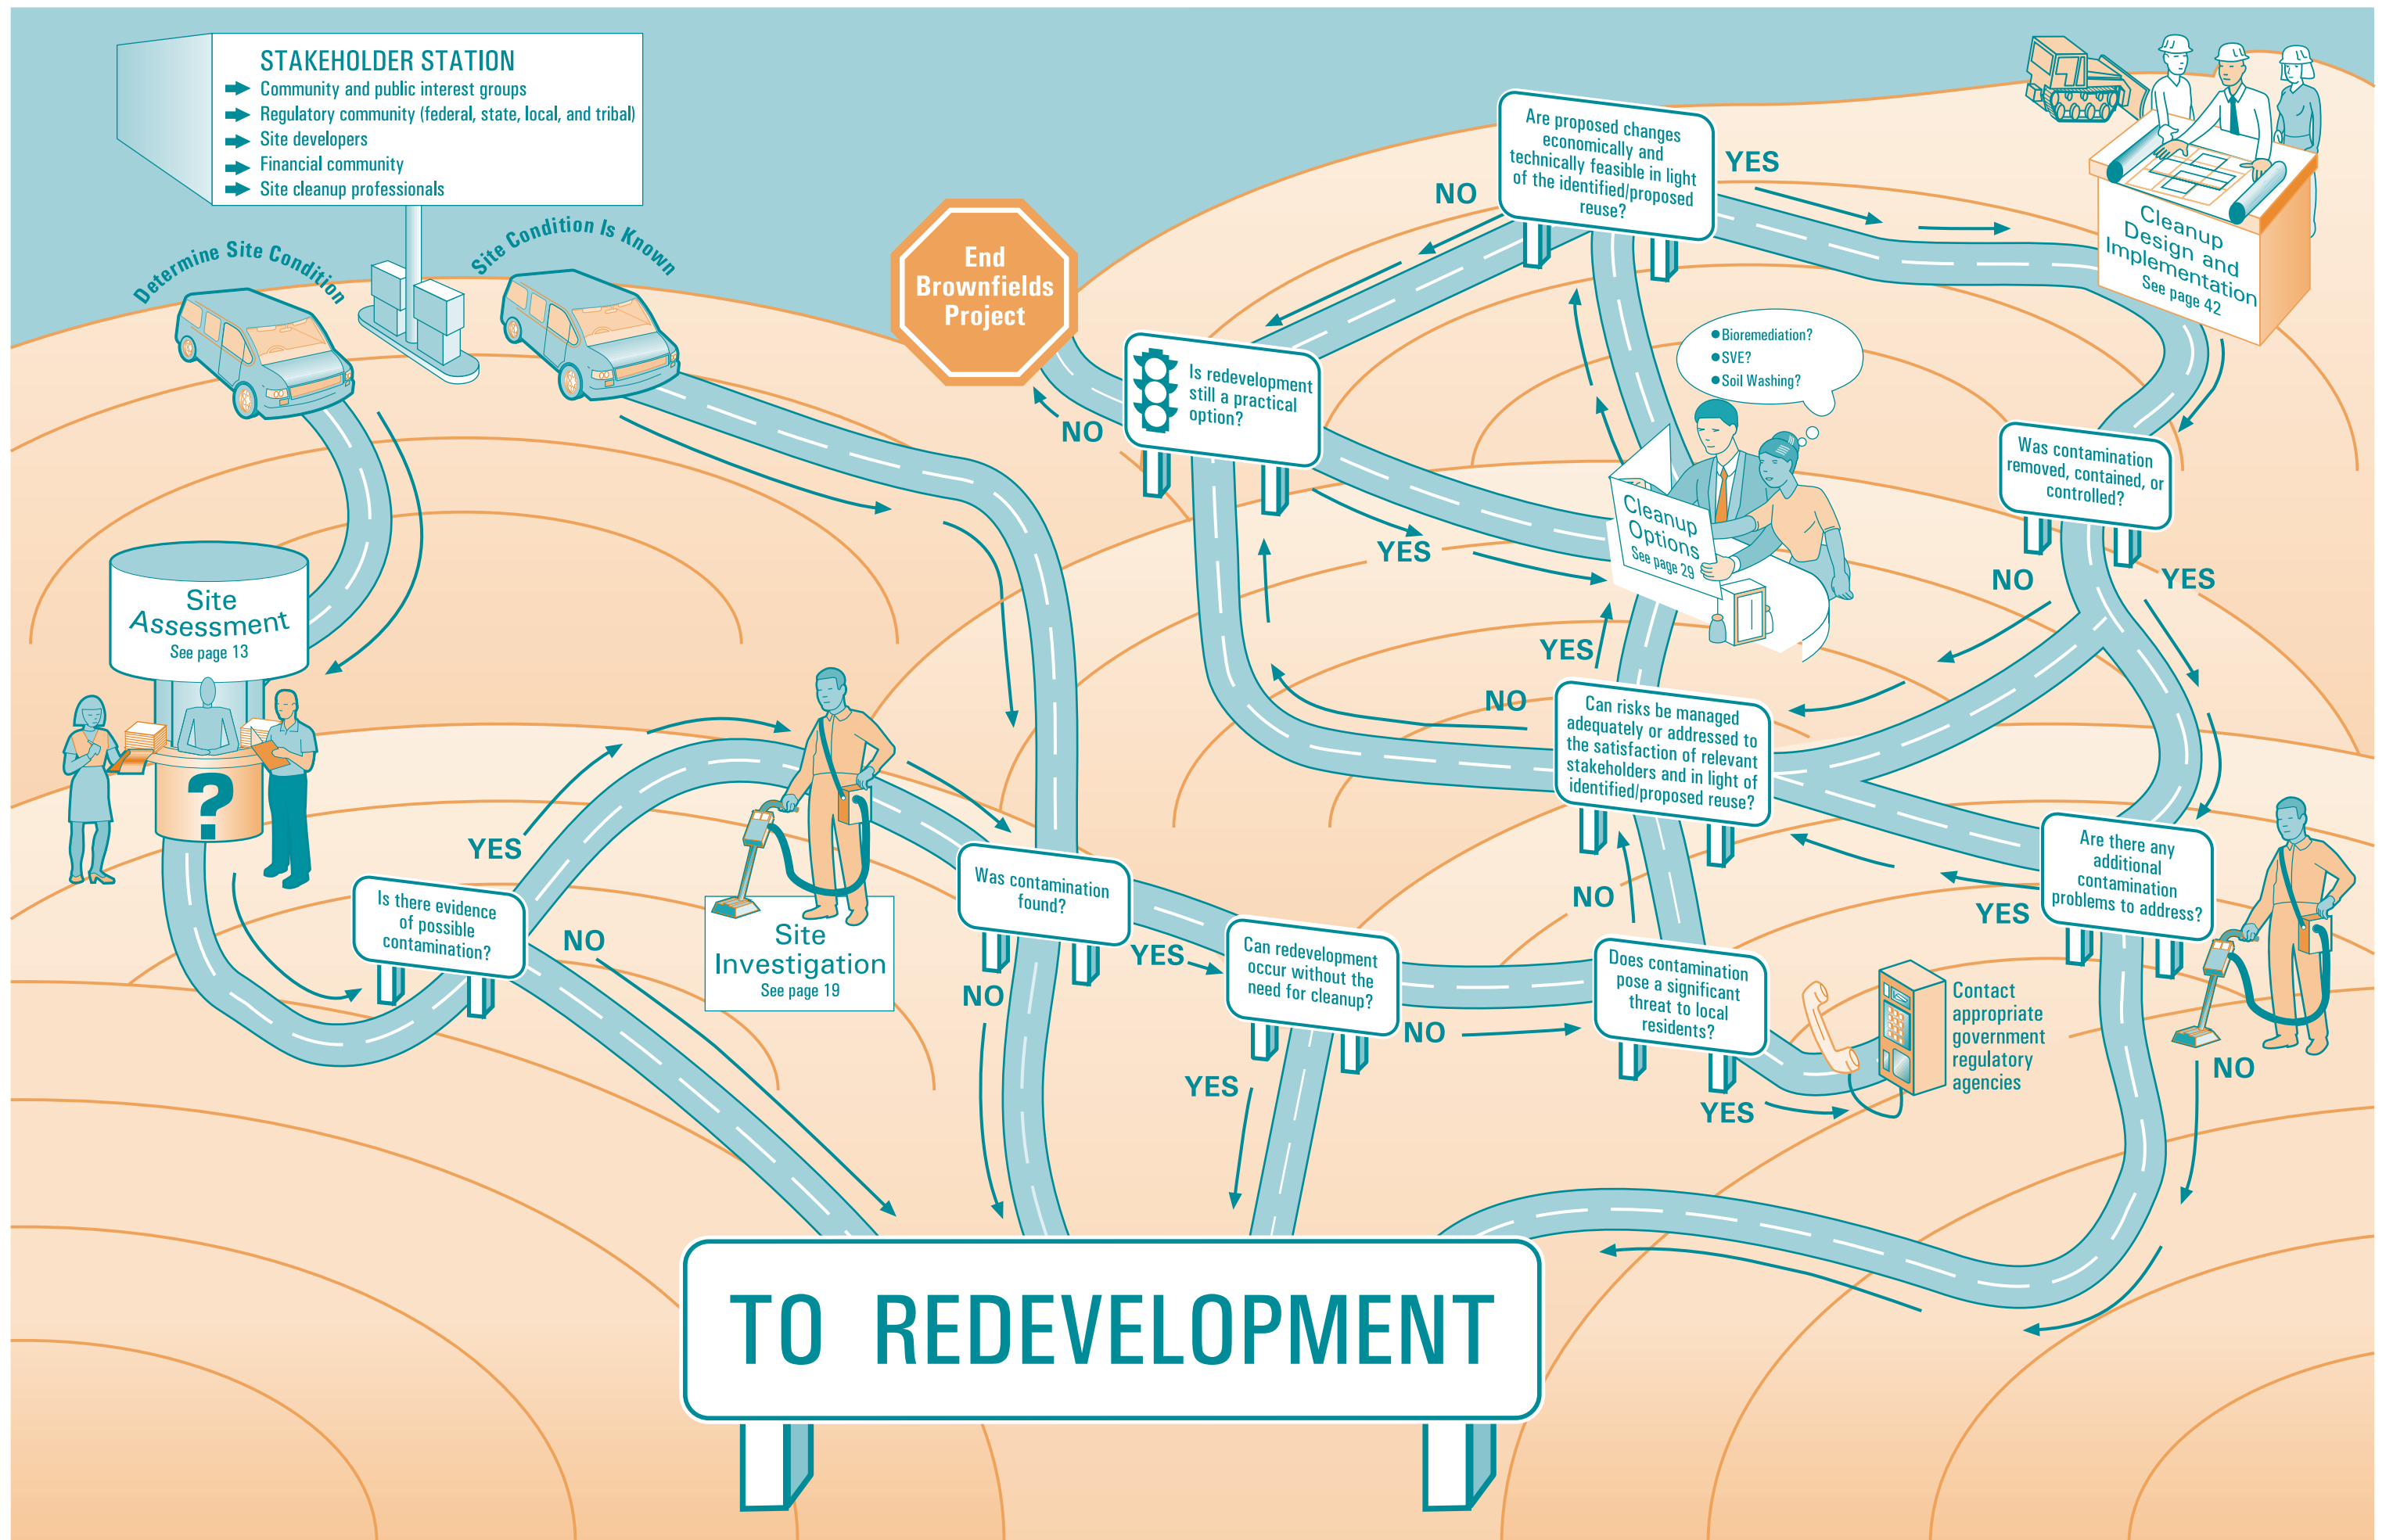 STAKEHOLDER STATION
Community and public interest groups
Regulatory community (federal, state, local, and tribal)
Site developers
Financial community
Site cleanup professionals
Determine Site Condition
Site Condition Is Known
End
Brownfields
Project
Are proposed changes
economically and
technically feasible in light
of the identified/proposed
reuse?
NO
YES
Cleanup
Design and
Implementation
See page 42
Is redevelopment
still a practical
option?
NO
YES
Bioremediation?
SVE?
Soil Washing?
Cleanup
Options
See page 29
Was contamination
removed, contained, or
controlled?
NO
YES
Site
Assessment
See page 13
?
YES
NO
Can risks be managed
adequately or addressed to
the satisfaction of relevant
stakeholders and in light of
identified/proposed reuse?
Are there any
additional
contamination
problems to address?
YES
NO
Is there evidence
of possible
contamination?
YES
NO
Site
Investigation
See page 19
Was contamination
found?
YES
NO
Can redevelopment
occur without the
need for cleanup?
NO
YES
Does contamination
pose a significant
threat to local
residents?
NO
YES
Contact
appropriate
government
regulatory
agencies
TO REDEVELOPMENT